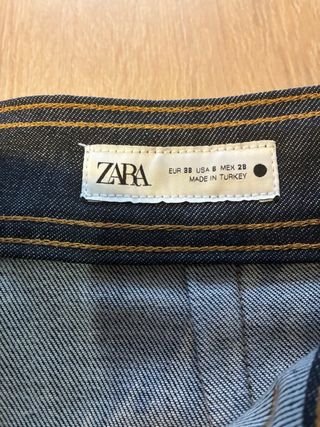 ZARA
EUR 38 USA 6 MEX 28
MADE IN TURKEY